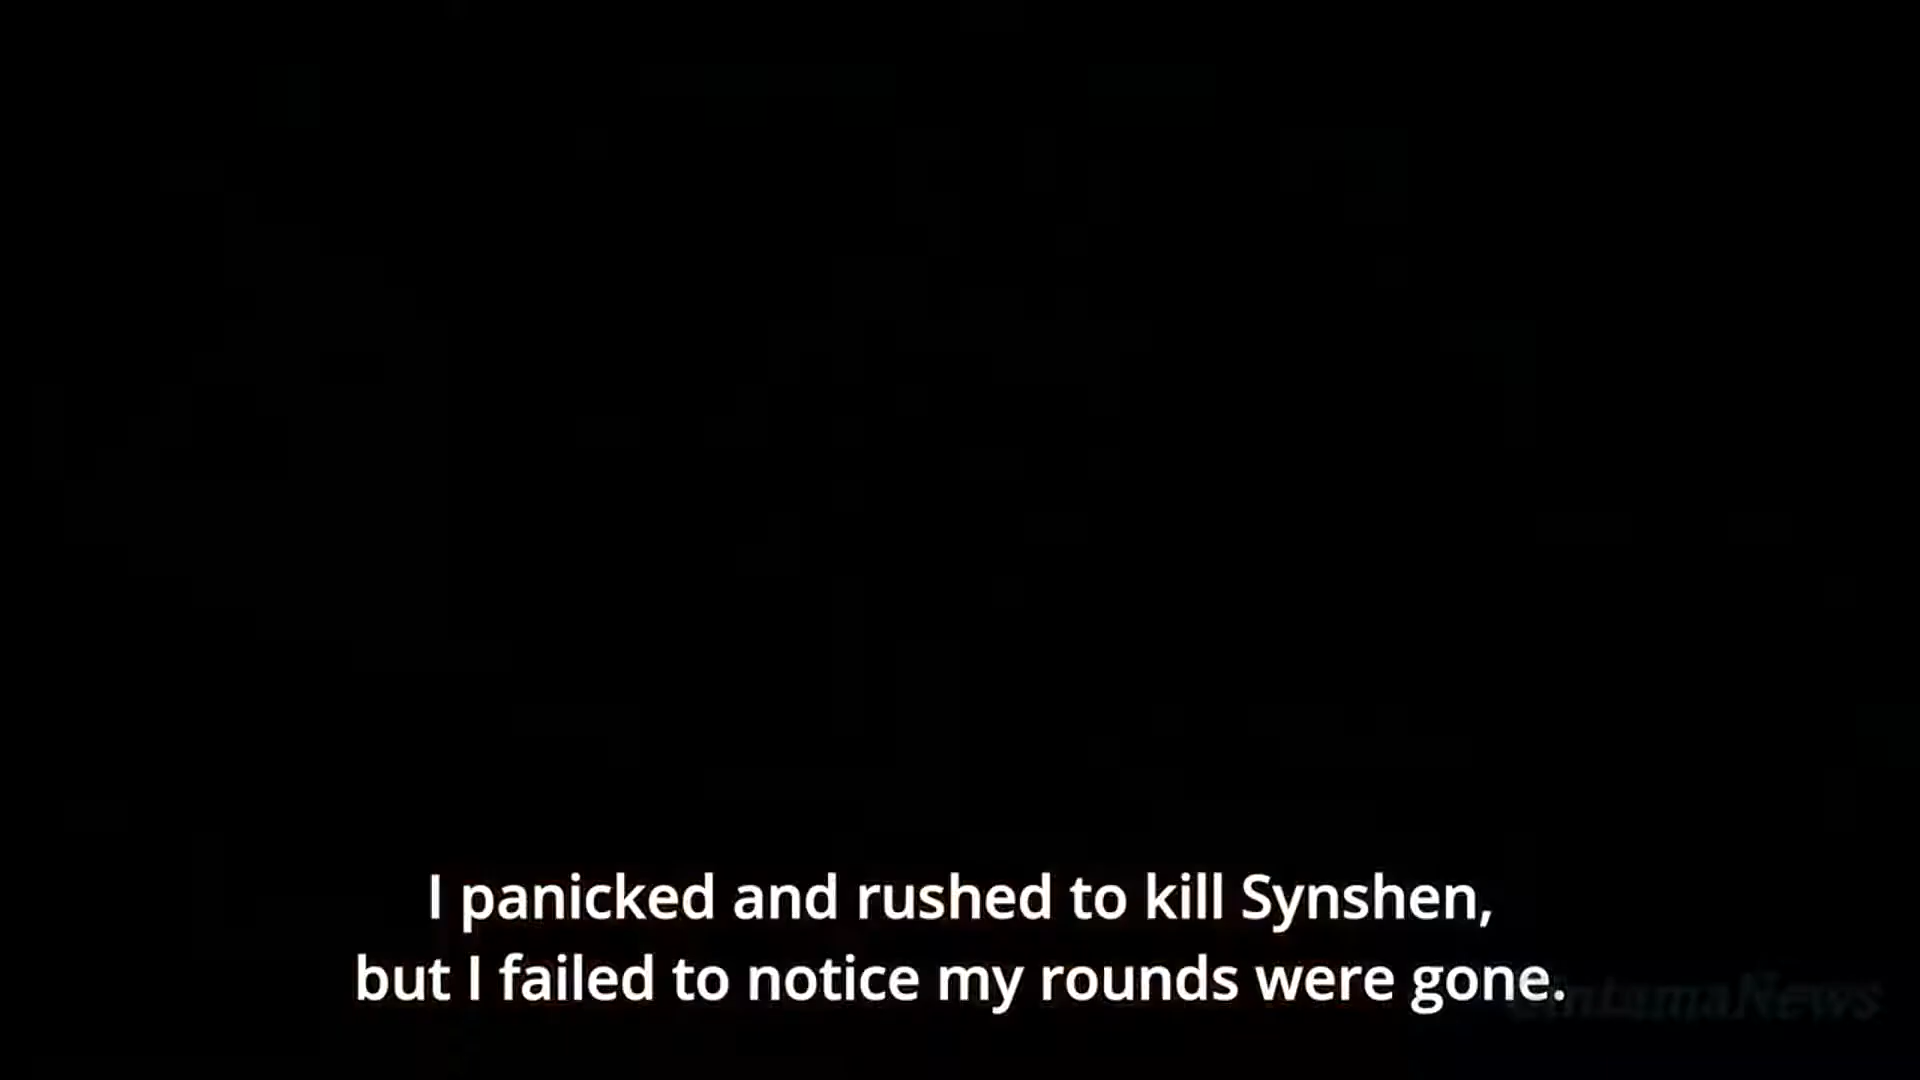 I panicked and rushed to kill Synshen,
but I failed to notice my rounds were gone.